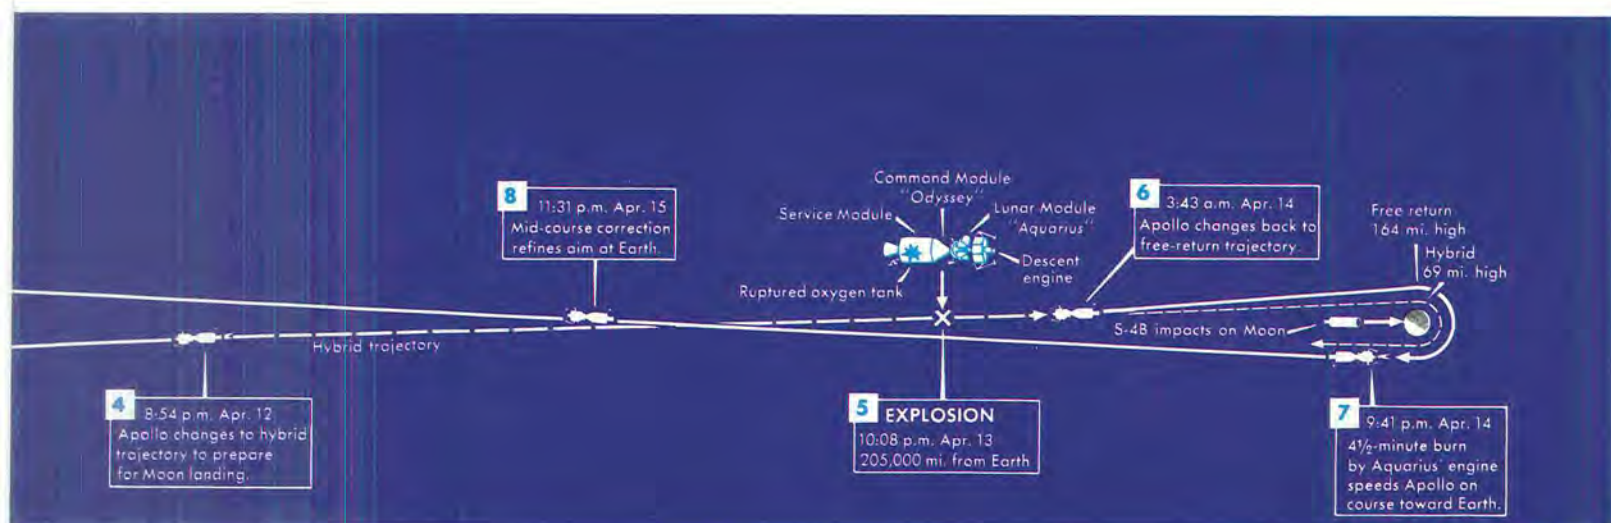 8
11:31 p.m. Apr. 15
Mid-course correction
refines aim at Earth.
Command Module
"Odyssey"
Service Module
Lunar Module
"Aquarius"
Descent
engine
Ruptured oxygen tank
6
3:43 a.m. Apr. 14
Apollo changes back to
free-return trajectory.
Free return
164 mi. high
Hybrid
69 mi. high
S-4B impacts on Moon
Hybrid trajectory
4
8:54 p.m. Apr. 12
Apollo changes to hybrid
trajectory to prepare
for Moon landing.
5
EXPLOSION
10:08 p.m. Apr. 13
205,000 mi. from Earth
7
9:41 p.m. Apr. 14
4½-minute burn
by Aquarius' engine
speeds Apollo on
course toward Earth.